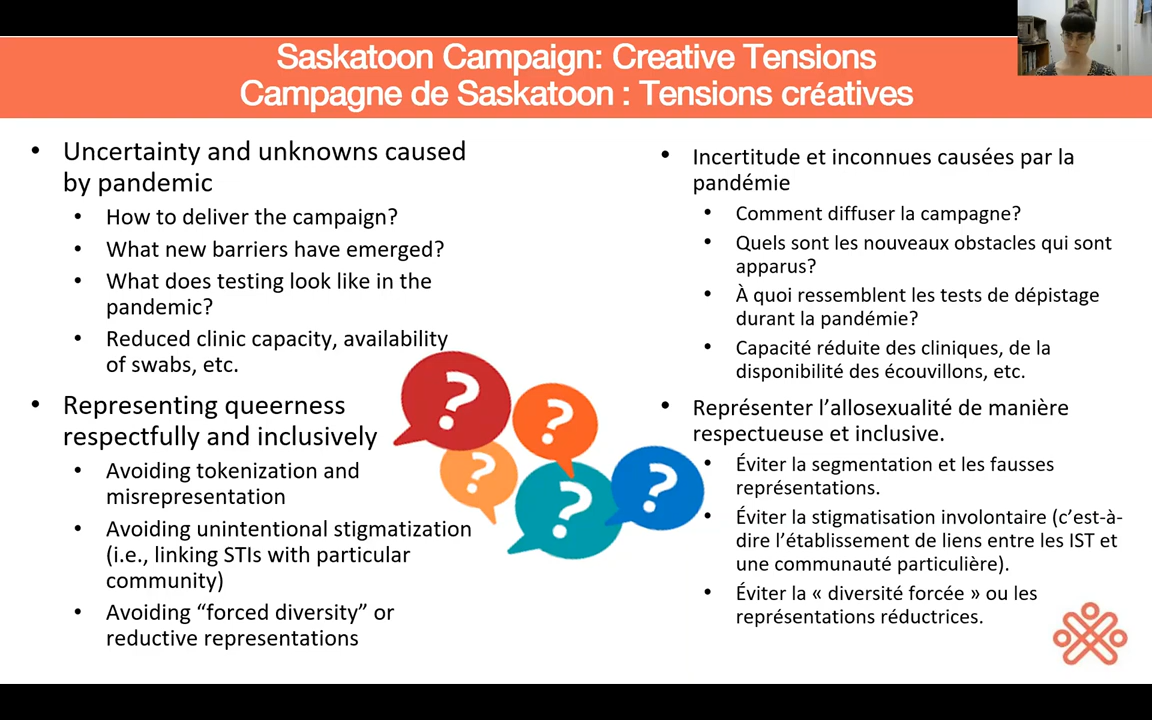 Saskatoon Campaign: Creative Tensions
Campagne de Saskatoon : Tensions créatives
• Uncertainty and unknowns caused
by pandemic
• How to deliver the campaign?
• What new barriers have emerged?
• What does testing look like in the
pandemic?
• Reduced clinic capacity, availability
of swabs, etc.
• Representing queerness
respectfully and inclusively
• Avoiding tokenization and
misrepresentation
• Avoiding unintentional stigmatization
(i.e., linking STIs with particular
community)
• Avoiding “forced diversity” or
reductive representations
? ? ? ? ?
• Incertitude et inconnues causées par la
pandémie
• Comment diffuser la campagne?
• Quels sont les nouveaux obstacles qui sont
apparus?
• À quoi ressemblent les tests de dépistage
durant la pandémie?
• Capacité réduite des cliniques, de la
disponibilité des écouvillons, etc.
• Représenter l’allosexualité de manière
respectueuse et inclusive.
• Éviter la segmentation et les fausses
représentations.
• Éviter la stigmatisation involontaire (c’est-à-
dire l’établissement de liens entre les IST et
une communauté particulière).
• Éviter la « diversité forcée » ou les
représentations réductrices.